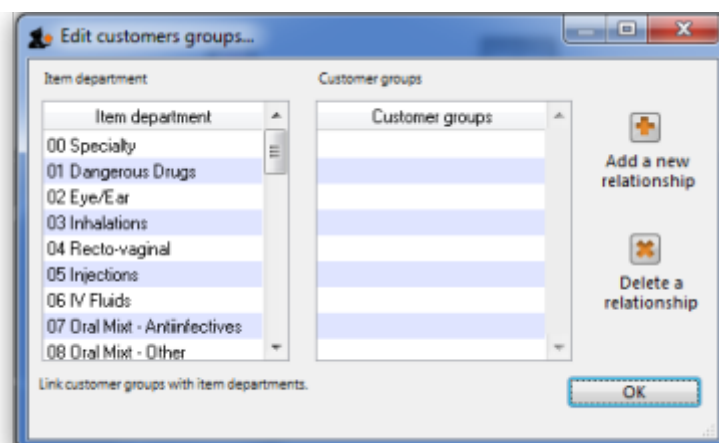 Edit customers groups...
Item department
Customer groups
Item department
Customer groups
00 Specialty
01 Dangerous Drugs
02 Eye/Ear
03 Inhalations
04 Recto-vaginal
05 Injections
06 IV Fluids
07 Oral Mixt - Antiinfectives
08 Oral Mixt - Other
Add a new
relationship
Delete a
relationship
Link customer groups with item departments.
OK